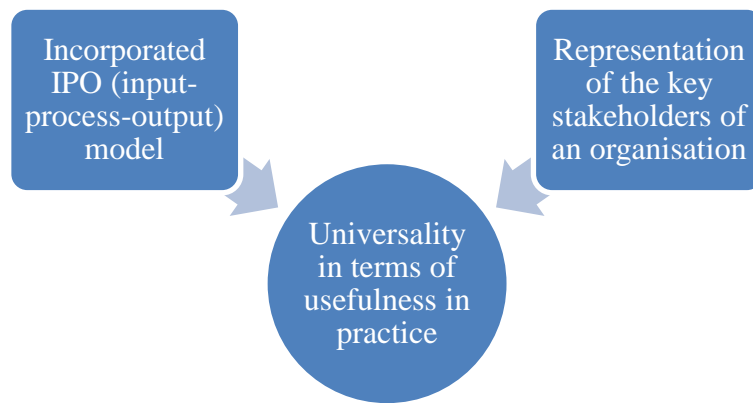 Incorporated
IPO (input-
process-output)
model
Representation
of the key
stakeholders of
an organisation
Universality
in terms of
usefulness in
practice